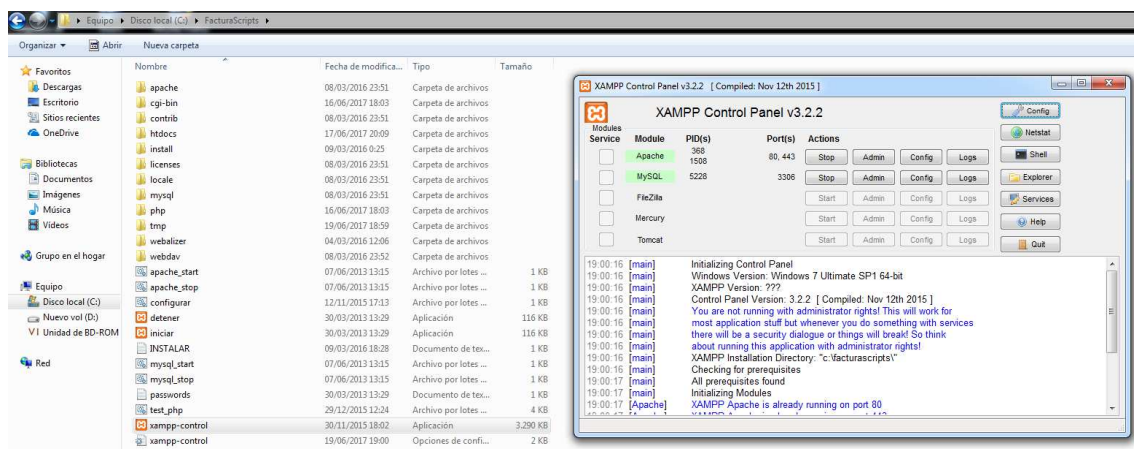 Equipo ▸ Disco local (C:) ▸ FacturaScripts ▸
Organizar Abrir Nueva carpeta
Favoritos
Descargas
Escritorio
Sitios recientes
OneDrive
Bibliotecas
Documentos
Imágenes
Música
Vídeos
Grupo en el hogar
Equipo
Disco local (C:)
Nuevo vol (D:)
Unidad de BD-ROM
Red
Nombre Fecha de modifica... Tipo Tamaño
apache 08/03/2016 23:51 Carpeta de archivos
cgi-bin 16/06/2017 18:03 Carpeta de archivos
contrib 08/03/2016 23:51 Carpeta de archivos
htdocs 17/06/2017 20:09 Carpeta de archivos
install 09/03/2016 0:25 Carpeta de archivos
licenses 08/03/2016 23:51 Carpeta de archivos
locale 08/03/2016 23:51 Carpeta de archivos
mysql 08/03/2016 23:51 Carpeta de archivos
php 16/06/2017 18:03 Carpeta de archivos
tmp 19/06/2017 18:59 Carpeta de archivos
webalizer 04/03/2016 12:06 Carpeta de archivos
webdav 08/03/2016 23:52 Carpeta de archivos
apache_start 07/06/2013 13:15 Archivo por lotes ... 1 KB
apache_stop 07/06/2013 13:15 Archivo por lotes ... 1 KB
configurar 12/11/2015 17:13 Archivo por lotes ... 1 KB
detener 30/03/2013 13:29 Aplicación 116 KB
iniciar 30/03/2013 13:29 Aplicación 116 KB
INSTALAR 09/03/2016 18:28 Documento de tex... 1 KB
mysql_start 07/06/2013 13:15 Archivo por lotes ... 1 KB
mysql_stop 07/06/2013 13:15 Archivo por lotes ... 1 KB
passwords 30/03/2013 13:29 Documento de tex... 1 KB
test_php 29/12/2015 12:24 Archivo por lotes ... 4 KB
xampp-control 30/11/2015 18:02 Aplicación 3.290 KB
xampp-control 19/06/2017 19:00 Opciones de confi... 2 KB
XAMPP Control Panel v3.2.2 [ Compiled: Nov 12th 2015 ]
XAMPP Control Panel v3.2.2
Modules
Service Module PID(s) Port(s) Actions
Apache 368 1508 80, 443 Stop Admin Config Logs
MySQL 5228 3306 Stop Admin Config Logs
FileZilla Start Admin Config Logs
Mercury Start Admin Config Logs
Tomcat Start Admin Config Logs
Config
Netstat
Shell
Explorer
Services
Help
Quit
19:00:16 [main] Initializing Control Panel
19:00:16 [main] Windows Version: Windows 7 Ultimate SP1 64-bit
19:00:16 [main] XAMPP Version: ???
19:00:16 [main] Control Panel Version: 3.2.2 [ Compiled: Nov 12th 2015 ]
19:00:16 [main] You are not running with administrator rights! This will work for
19:00:16 [main] most application stuff but whenever you do something with services
19:00:16 [main] there will be a security dialogue or things will break! So think
19:00:16 [main] about running this application with administrator rights!
19:00:16 [main] XAMPP Installation Directory: "c:\facturascripts\"
19:00:16 [main] Checking for prerequisites
19:00:17 [main] All prerequisites found
19:00:17 [main] Initializing Modules
19:00:17 [Apache] XAMPP Apache is already running on port 80